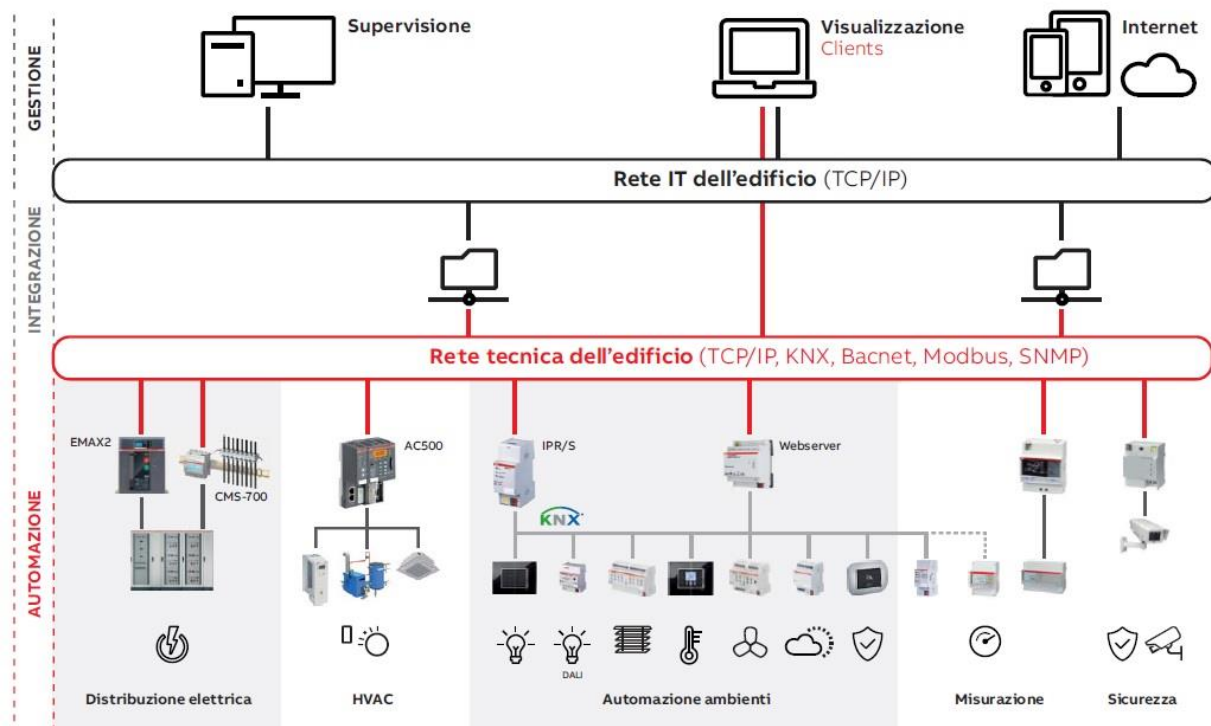 GESTIONE
Supervisione
Visualizzazione
Clients
Internet
Rete IT dell'edificio (TCP/IP)
INTEGRAZIONE
Rete tecnica dell'edificio (TCP/IP, KNX, Bacnet, Modbus, SNMP)
AUTOMAZIONE
EMAX2
CMS-700
AC500
IPR/S
Webserver
KNX
DALI
Distribuzione elettrica
HVAC
Automazione ambienti
Misurazione
Sicurezza